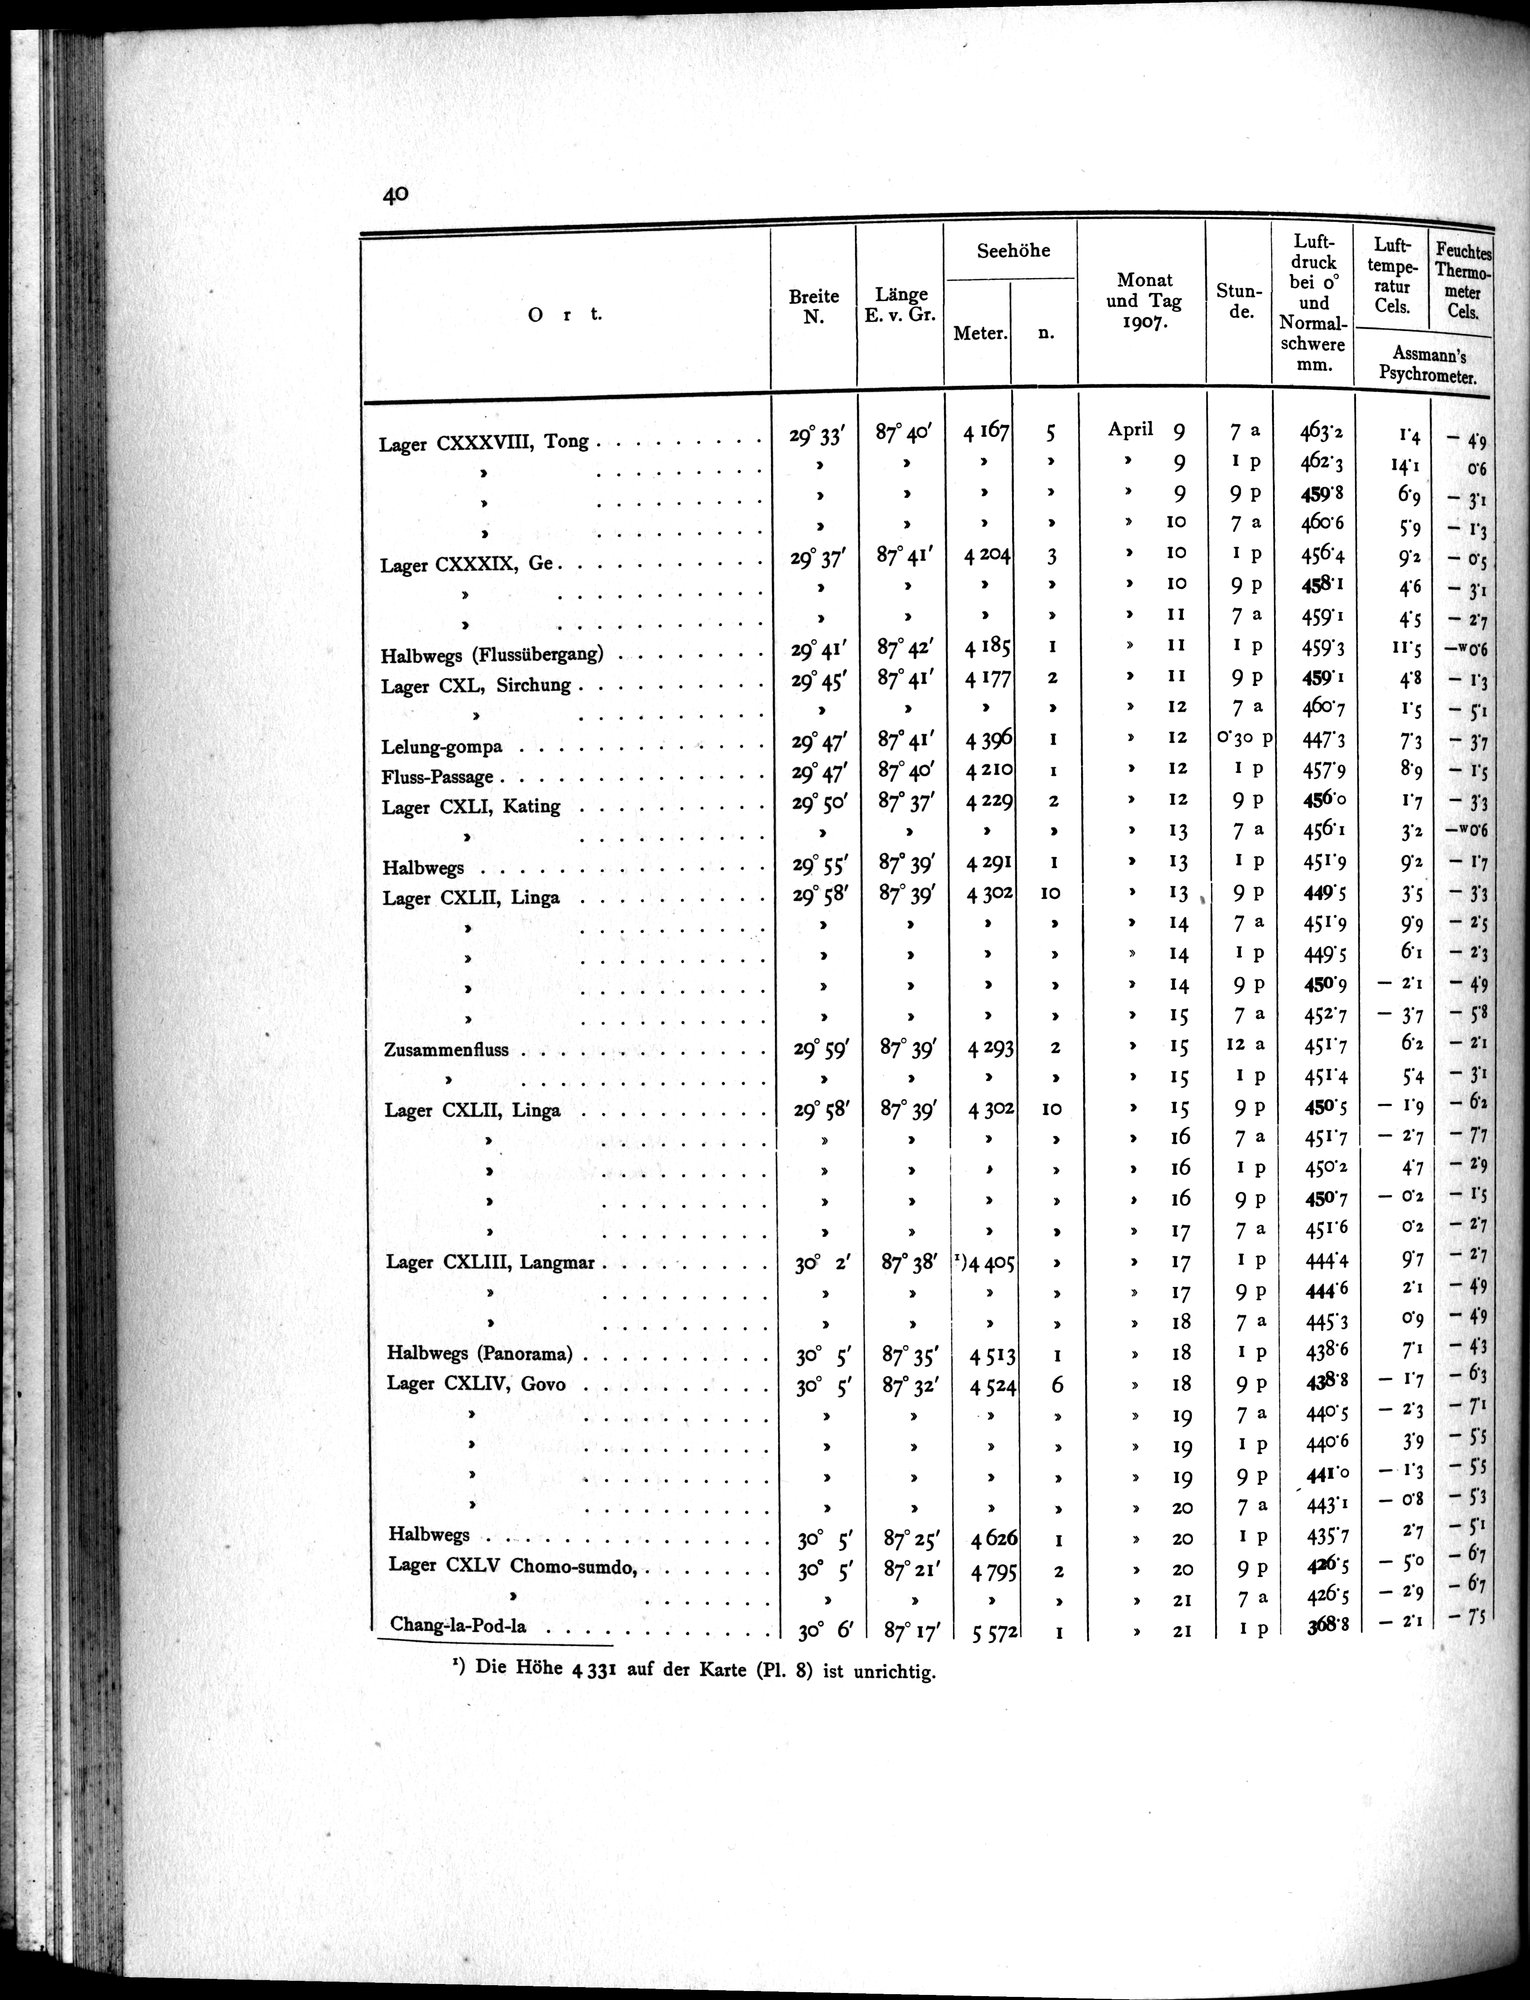 40
O r t. | Breite N. | Länge E. v. Gr. | Seehöhe Meter. | Seehöhe n. | Monat und Tag 1907. | Stun-de. | Luft-druck bei 0° und Normal-schwere mm. | Luft-tempe-ratur Cels. | Feuchtes Thermo-meter Cels. | Assmann's Psychrometer.
Lager CXXXVIII, Tong . . . . . . . . . 29° 33′ 87° 40′ 4 167 5 April 9 7 a 463·2 1·4 — 4·9
» . . . . . . . . . » » » » » 9 1 p 462·3 14·1 0·6
» . . . . . . . . . » » » » » 9 9 p 459·8 6·9 — 3·1
» . . . . . . . . . » » » » » 10 7 a 460·6 5·9 — 1·3
Lager CXXXIX, Ge . . . . . . . . . . . 29° 37′ 87° 41′ 4 204 3 » 10 1 p 456·4 9·2 — 0·5
» . . . . . . . . . . . » » » » » 10 9 p 458·1 4·6 — 3·1
» . . . . . . . . . . . » » » » » 11 7 a 459·1 4·5 — 2·7
Halbwegs (Flussübergang) . . . . . . . . 29° 41′ 87° 42′ 4 185 1 » 11 1 p 459·3 11·5 —w0·6
Lager CXL, Sirchung . . . . . . . . . . 29° 45′ 87° 41′ 4 177 2 » 11 9 p 459·1 4·8 — 1·3
» . . . . . . . . . . » » » » » 12 7 a 460·7 1·5 — 5·1
Lelung-gompa . . . . . . . . . . . . . 29° 47′ 87° 41′ 4 396 1 » 12 0·30 p 447·3 7·3 — 3·7
Fluss-Passage . . . . . . . . . . . . . . 29° 47′ 87° 40′ 4 210 1 » 12 1 p 457·9 8·9 — 1·5
Lager CXLI, Kating . . . . . . . . . . 29° 50′ 87° 37′ 4 229 2 » 12 9 p 456·0 1·7 — 3·3
» . . . . . . . . . . » » » » » 13 7 a 456·1 3·2 —w0·6
Halbwegs . . . . . . . . . . . . . . . 29° 55′ 87° 39′ 4 291 1 » 13 1 p 451·9 9·2 — 1·7
Lager CXLII, Linga . . . . . . . . . . 29° 58′ 87° 39′ 4 302 10 » 13 9 p 449·5 3·5 — 3·3
» . . . . . . . . . . » » » » » 14 7 a 451·9 9·9 — 2·5
» . . . . . . . . . . » » » » » 14 1 p 449·5 6·1 — 2·3
» . . . . . . . . . . » » » » » 14 9 p 450·9 — 2·1 — 4·9
» . . . . . . . . . . » » » » » 15 7 a 452·7 — 3·7 — 5·8
Zusammenfluss . . . . . . . . . . . . . 29° 59′ 87° 39′ 4 293 2 » 15 12 a 451·7 6·2 — 2·1
» . . . . . . . . . . . . . » » » » » 15 1 p 451·4 5·4 — 3·1
Lager CXLII, Linga . . . . . . . . . . 29° 58′ 87° 39′ 4 302 10 » 15 9 p 450·5 — 1·9 — 6·2
» . . . . . . . . . » » » » » 16 7 a 451·7 — 2·7 — 7·7
» . . . . . . . . . » » » » » 16 1 p 450·2 4·7 — 2·9
» . . . . . . . . . » » » » » 16 9 p 450·7 — 0·2 — 1·5
» . . . . . . . . . » » » » » 17 7 a 451·6 0·2 — 2·7
Lager CXLIII, Langmar . . . . . . . . . 30° 2′ 87° 38′ ¹)4 405 » » 17 1 p 444·4 9·7 — 2·7
» . . . . . . . . . » » » » » 17 9 p 444·6 2·1 — 4·9
» . . . . . . . . . » » » » » 18 7 a 445·3 0·9 — 4·9
Halbwegs (Panorama) . . . . . . . . . . 30° 5′ 87° 35′ 4 513 1 » 18 1 p 438·6 7·1 — 4·3
Lager CXLIV, Govo . . . . . . . . . . 30° 5′ 87° 32′ 4 524 6 » 18 9 p 438·8 — 1·7 — 6·3
» . . . . . . . . . . » » » » » 19 7 a 440·5 — 2·3 — 7·1
» . . . . . . . . . . » » » » » 19 1 p 440·6 3·9 — 5·5
» . . . . . . . . . . » » » » » 19 9 p 441·0 — 1·3 — 5·5
» . . . . . . . . . . » » » » » 20 7 a 443·1 — 0·8 — 5·3
Halbwegs . . . . . . . . . . . . . . . 30° 5′ 87° 25′ 4 626 1 » 20 1 p 435·7 2·7 — 5·1
Lager CXLV Chomo-sumdo, . . . . . . . 30° 5′ 87° 21′ 4 795 2 » 20 9 p 426·5 — 5·0 — 6·7
» . . . . . . . » » » » » 21 7 a 426·5 — 2·9 — 6·7
Chang-la-Pod-la . . . . . . . . . . . . 30° 6′ 87° 17′ 5 572 1 » 21 1 p 368·8 — 2·1 — 7·5
¹) Die Höhe 4 331 auf der Karte (Pl. 8) ist unrichtig.